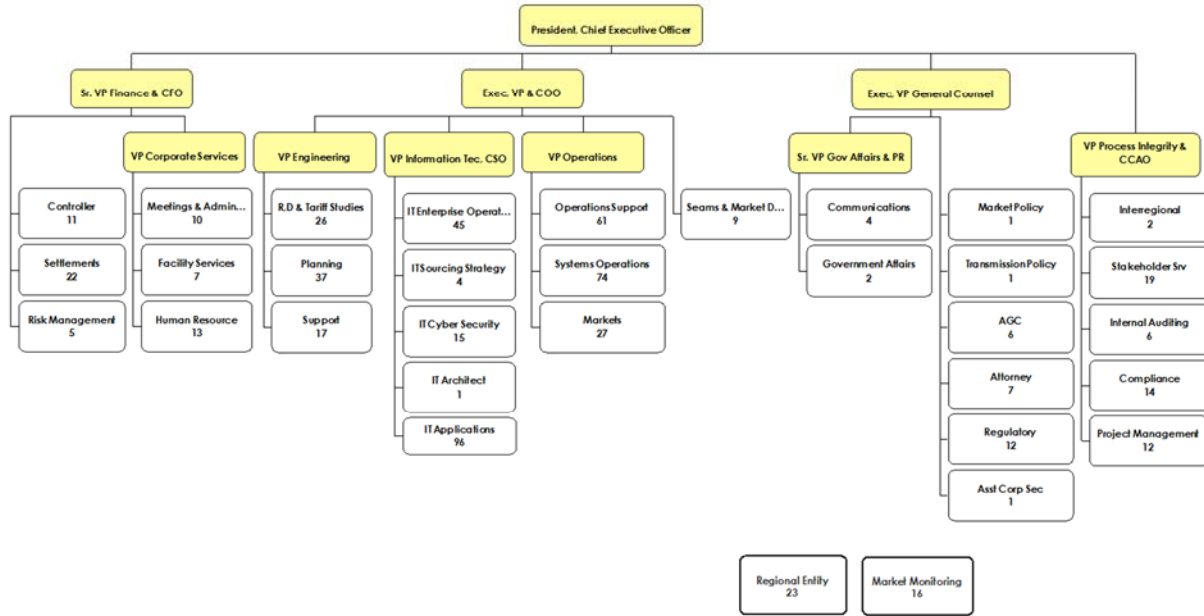 President, Chief Executive Officer
Sr. VP Finance & CFO
Exec. VP & COO
Exec. VP General Counsel
VP Corporate Services
VP Engineering
VP Information Tec, CSO
VP Operations
Sr. VP Gov Affairs & PR
VP Process Integrity &
CCAO
Controller
11
Settlements
22
Risk Management
5
Meetings & Admin...
10
Facility Services
7
Human Resource
13
R,D & Tariff Studies
26
Planning
37
Support
17
IT Enterprise Operat...
45
IT Sourcing Strategy
4
IT Cyber Security
15
IT Architect
1
IT Applications
96
Operations Support
61
Systems Operations
74
Markets
27
Seams & Market D...
9
Communications
4
Government Affairs
2
Market Policy
1
Transmission Policy
1
AGC
6
Attorney
7
Regulatory
12
Asst Corp Sec
1
Interregional
2
Stakeholder Srv
19
Internal Auditing
6
Compliance
14
Project Management
12
Regional Entity
23
Market Monitoring
16